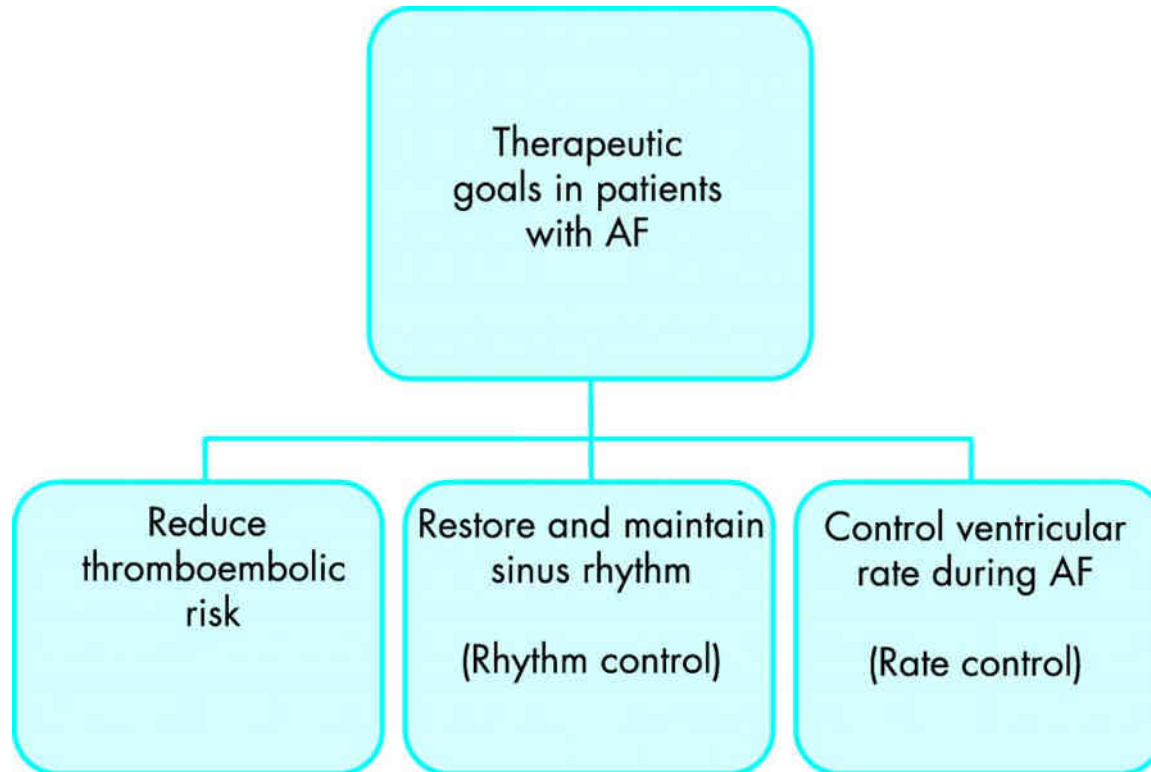 Therapeutic
goals in patients
with AF
Reduce
thromboembolic
risk
Restore and maintain
sinus rhythm
(Rhythm control)
Control ventricular
rate during AF
(Rate control)